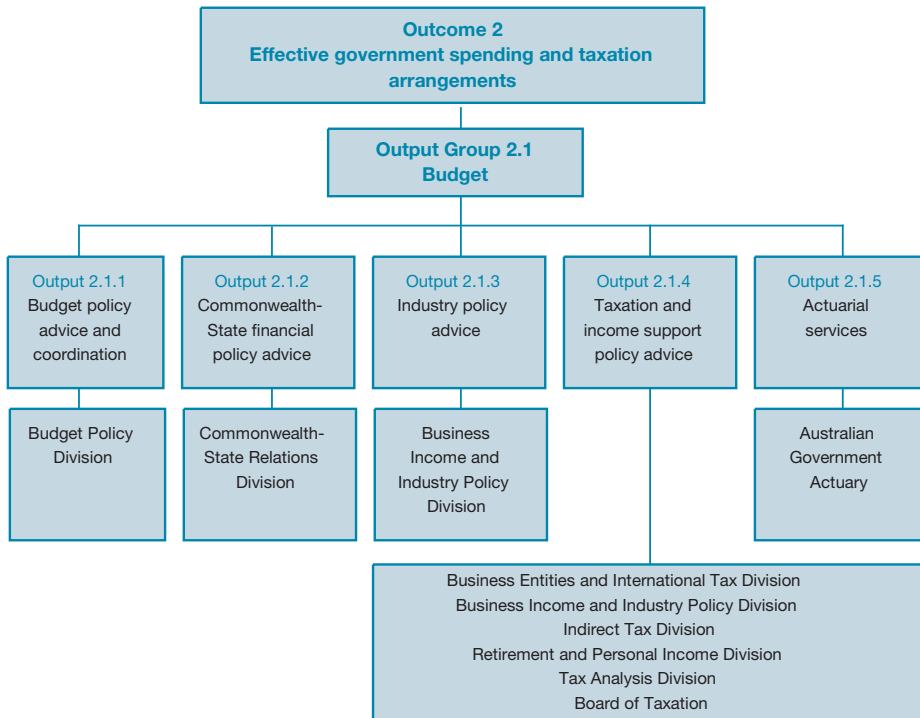 Outcome 2
Effective government spending and taxation
arrangements
Output Group 2.1
Budget
Output 2.1.1
Budget policy
advice and
coordination
Output 2.1.2
Commonwealth-
State financial
policy advice
Output 2.1.3
Industry policy
advice
Output 2.1.4
Taxation and
income support
policy advice
Output 2.1.5
Actuarial
services
Budget Policy
Division
Commonwealth-
State Relations
Division
Business
Income and
Industry Policy
Division
Australian
Government
Actuary
Business Entities and International Tax Division
Business Income and Industry Policy Division
Indirect Tax Division
Retirement and Personal Income Division
Tax Analysis Division
Board of Taxation